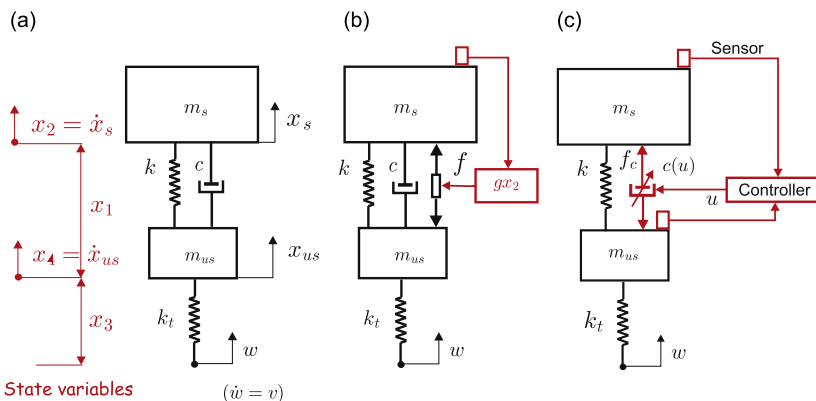 (a)
(b)
(c)
Sensor
m_s
m_s
m_s
x_2 = ẋ_s
x_s
k
c
k
c
f
gx_2
k
f_c
c(u)
u
Controller
x_1
x_4 = ẋ_us
m_us
x_us
m_us
m_us
x_3
k_t
k_t
k_t
w
w
w
State variables
(ẇ = v)